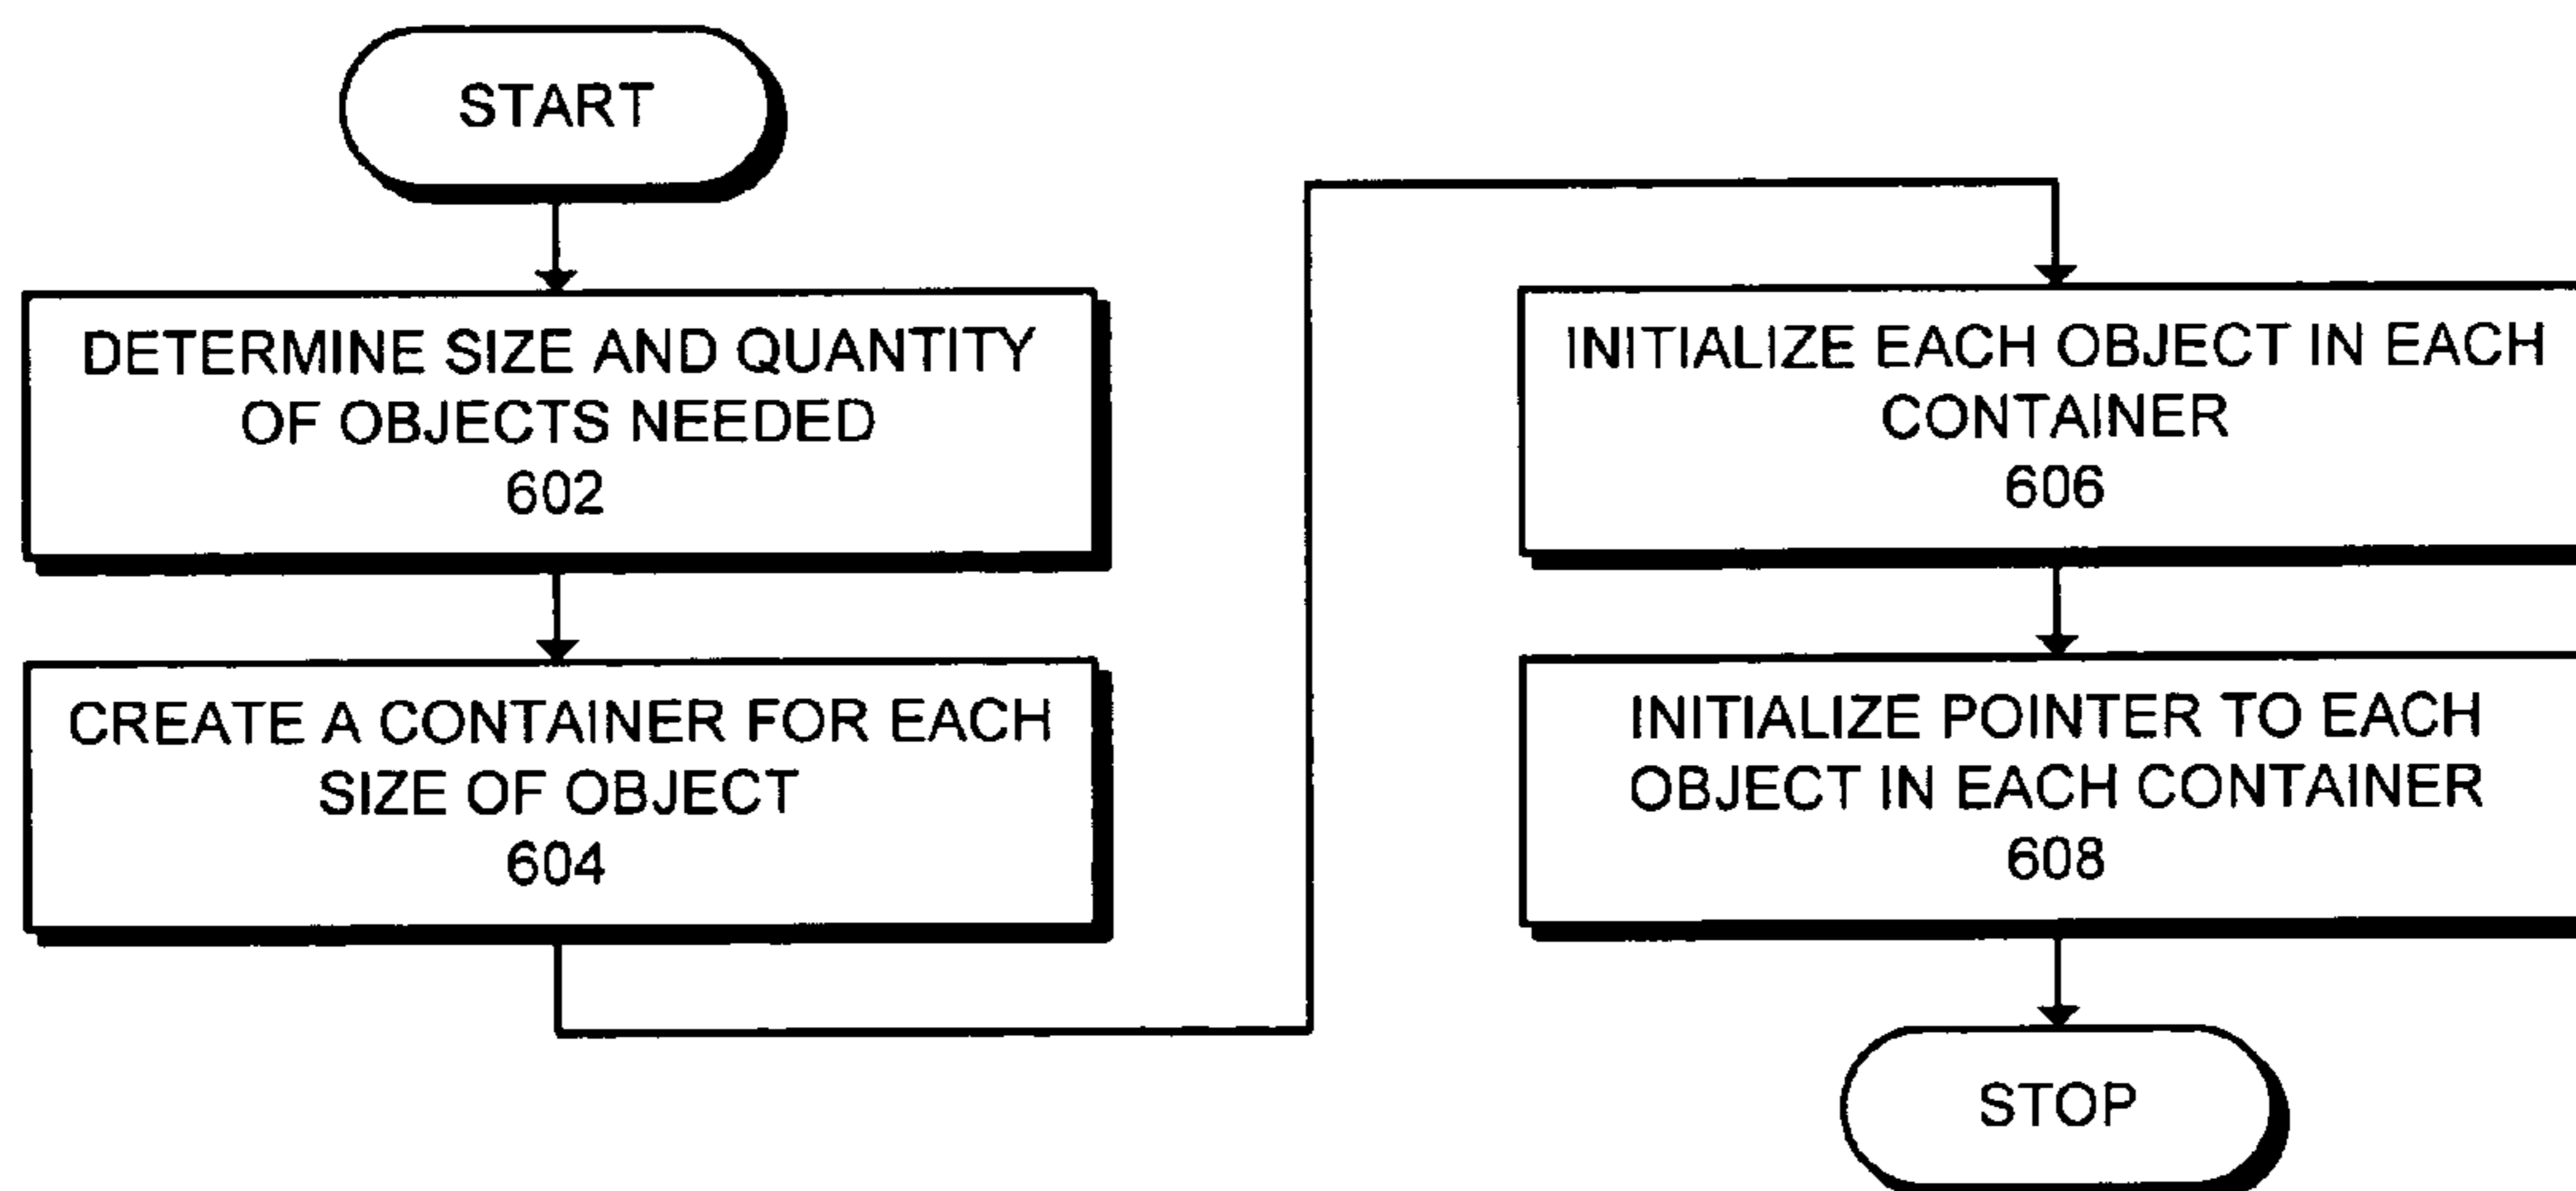 START
DETERMINE SIZE AND QUANTITY
OF OBJECTS NEEDED
602
CREATE A CONTAINER FOR EACH
SIZE OF OBJECT
604
INITIALIZE EACH OBJECT IN EACH
CONTAINER
606
INITIALIZE POINTER TO EACH
OBJECT IN EACH CONTAINER
608
STOP